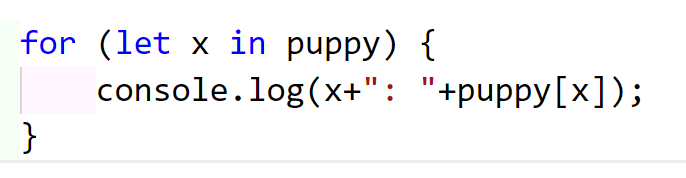 for (let x in puppy) {
console.log(x+": "+puppy[x]);
}